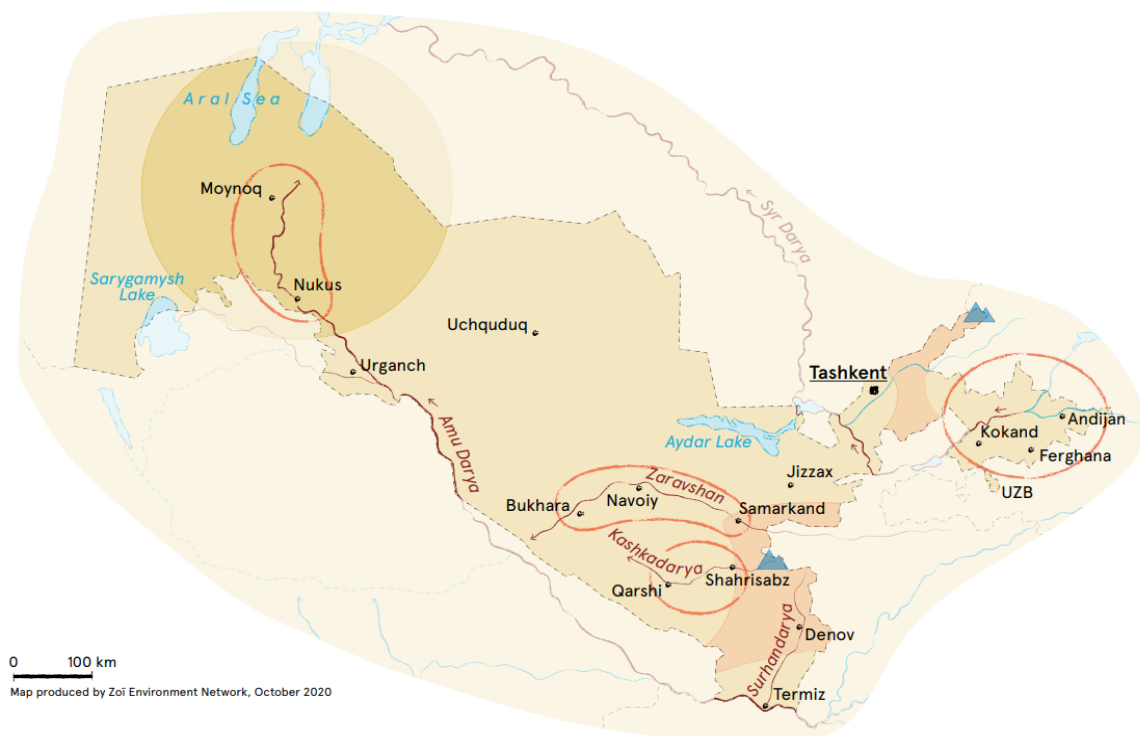 Aral Sea
Moynoq
Syr Darya
Sarygamysh
Lake
Nukus
Uchquduq
Urganch
Tashkent
Amu Darya
Aydar Lake
Andijan
Kokand
Ferghana
Jizzax
Zaravshan
UZB
Navoiy
Bukhara
Samarkand
Kashkadarya
Shahrisabz
Qarshi
Surhandarya
Denov
Termiz
0 100 km
Map produced by Zoï Environment Network, October 2020